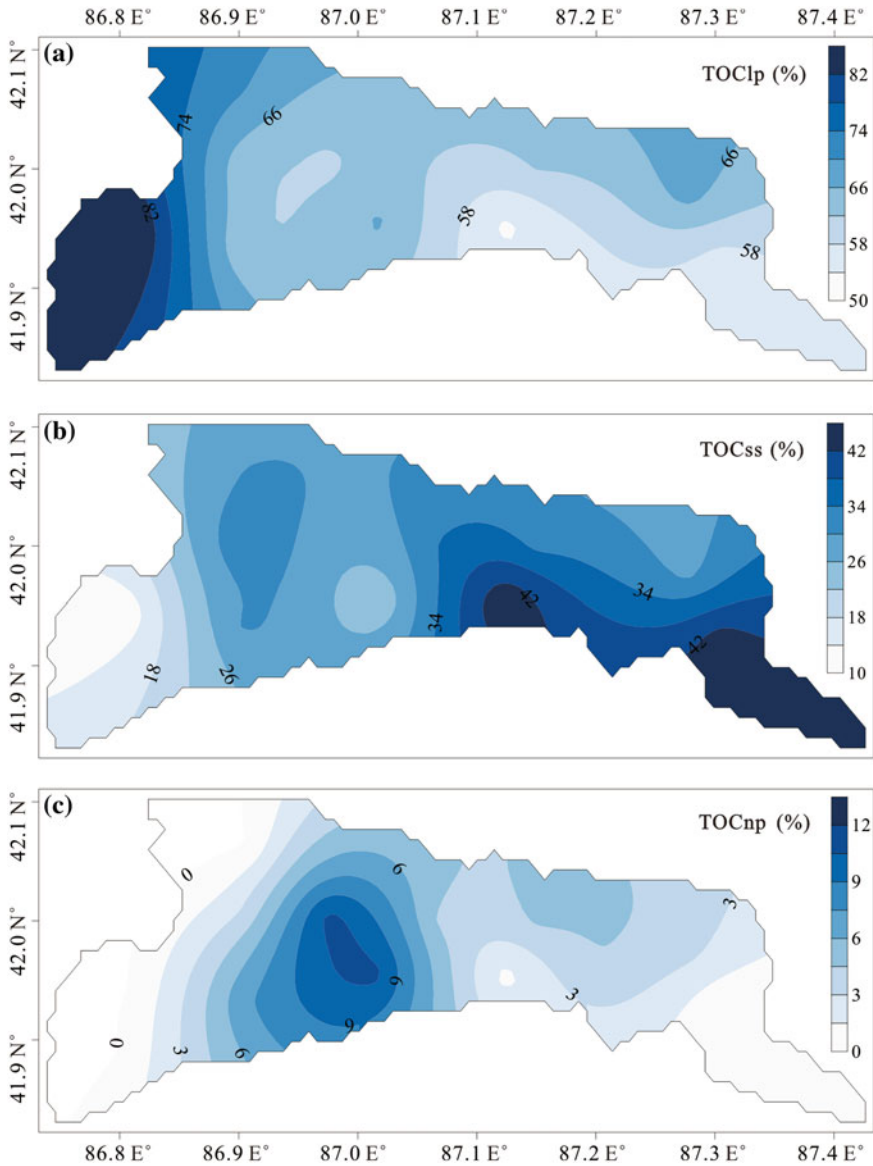 86.8 E° 86.9 E° 87.0 E° 87.1 E° 87.2 E° 87.3 E° 87.4 E°
(a)
TOClp (%)
42.1 N°
42.0 N°
41.9 N°
74
66
82
58
66
58
82
74
66
58
50
(b)
TOCss (%)
42.1 N°
42.0 N°
41.9 N°
18
26
34
42
34
42
42
34
26
18
10
(c)
TOCnp (%)
42.1 N°
42.0 N°
41.9 N°
0
6
3
9
3
0
3
6
9
12
9
6
3
0
86.8 E° 86.9 E° 87.0 E° 87.1 E° 87.2 E° 87.3 E° 87.4 E°